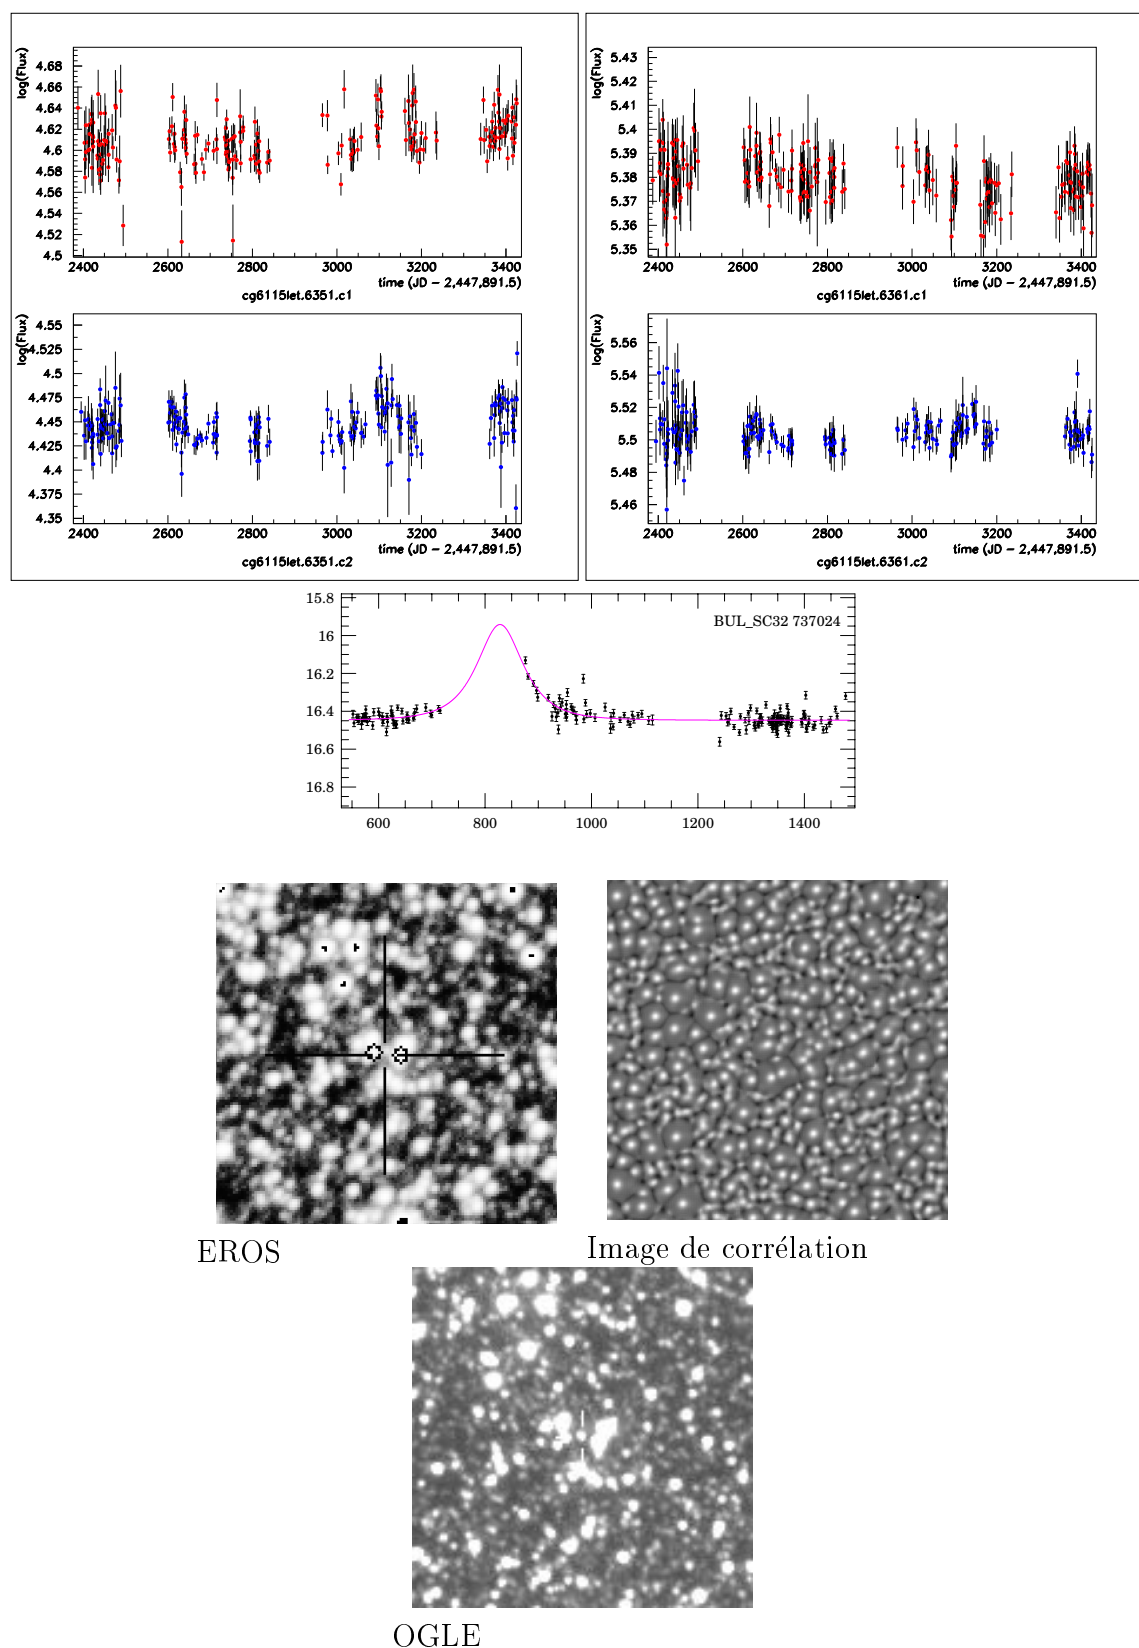 log(Flux)
4.68
4.66
4.64
4.62
4.6
4.58
4.56
4.54
4.52
4.5
2400 2600 2800 3000 3200 3400
time (JD - 2,447,891.5)
cg6115let.6351.c1
log(Flux)
5.43
5.42
5.41
5.4
5.39
5.38
5.37
5.36
5.35
2400 2600 2800 3000 3200 3400
time (JD - 2,447,891.5)
cg6115let.6361.c1
log(Flux)
4.55
4.525
4.5
4.475
4.45
4.425
4.4
4.375
4.35
2400 2600 2800 3000 3200 3400
time (JD - 2,447,891.5)
cg6115let.6351.c2
log(Flux)
5.56
5.54
5.52
5.5
5.48
5.46
2400 2600 2800 3000 3200 3400
time (JD - 2,447,891.5)
cg6115let.6361.c2
15.8
16
16.2
16.4
16.6
16.8
BUL_SC32 737024
600 800 1000 1200 1400
EROS
Image de corrélation
OGLE